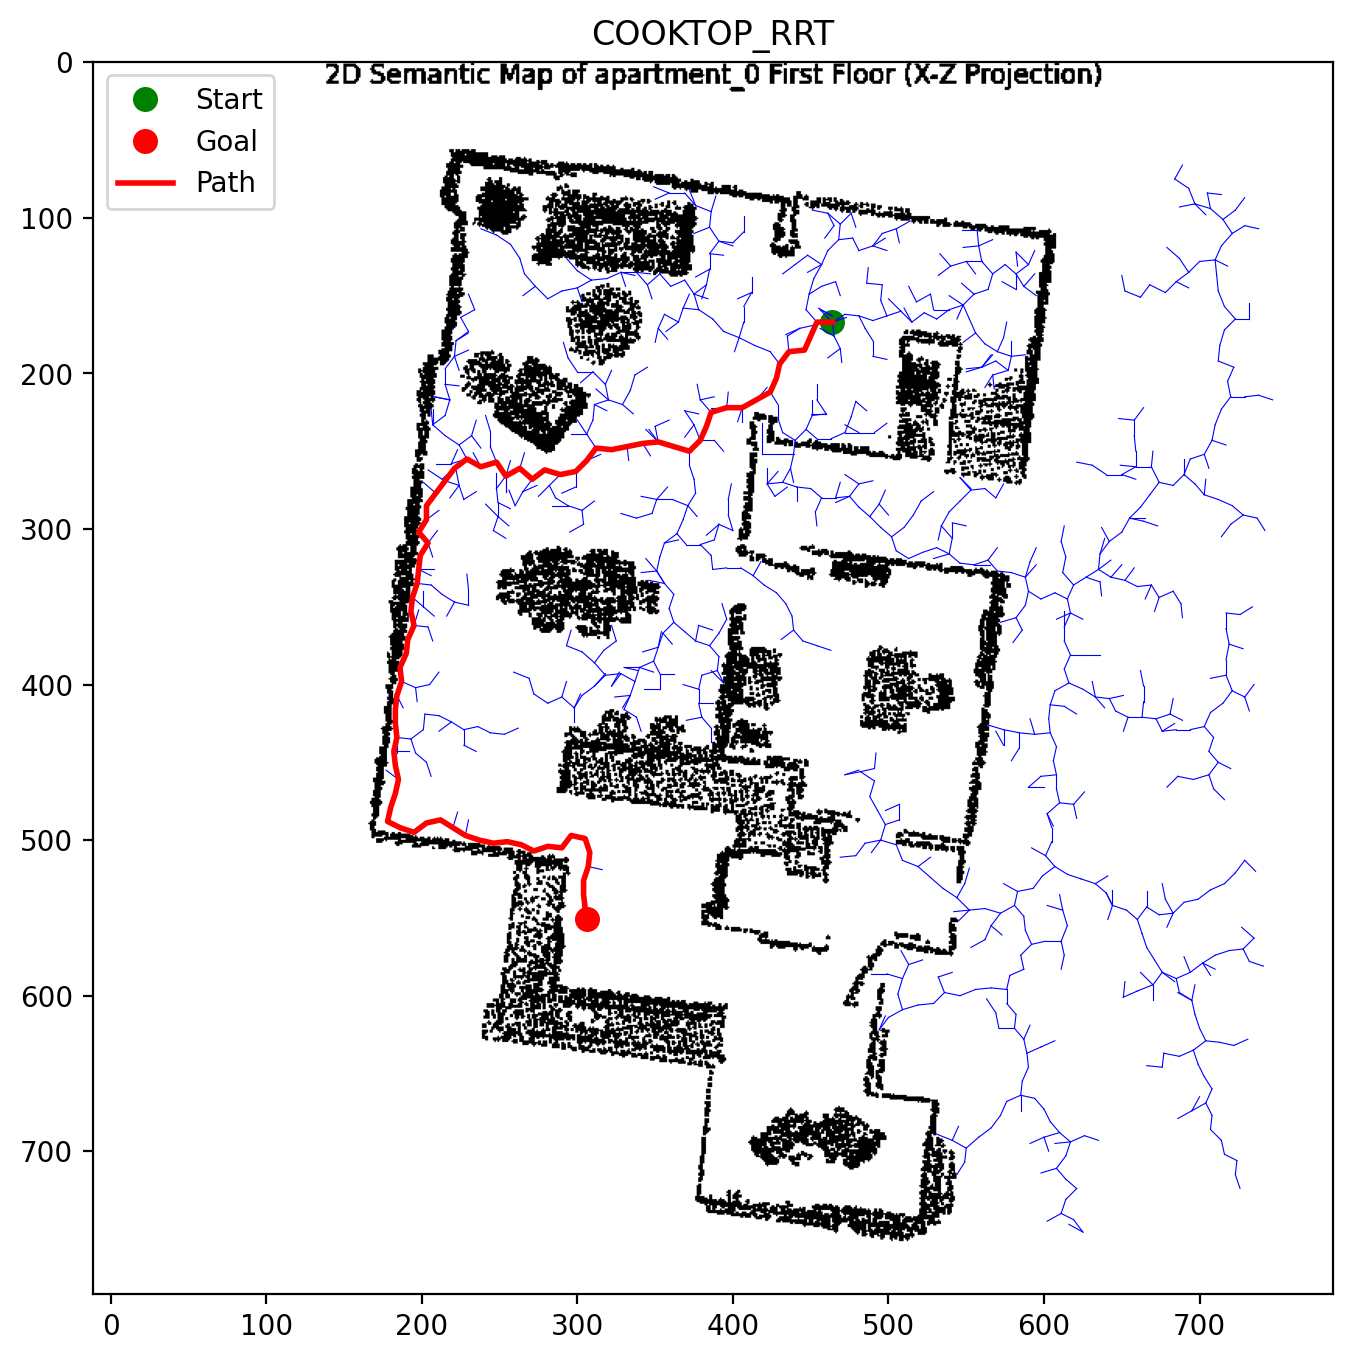 COOKTOP_RRT
2D Semantic Map of apartment_0 First Floor (X-Z Projection)
Start
Goal
Path
0
100
200
300
400
500
600
700
0 100 200 300 400 500 600 700